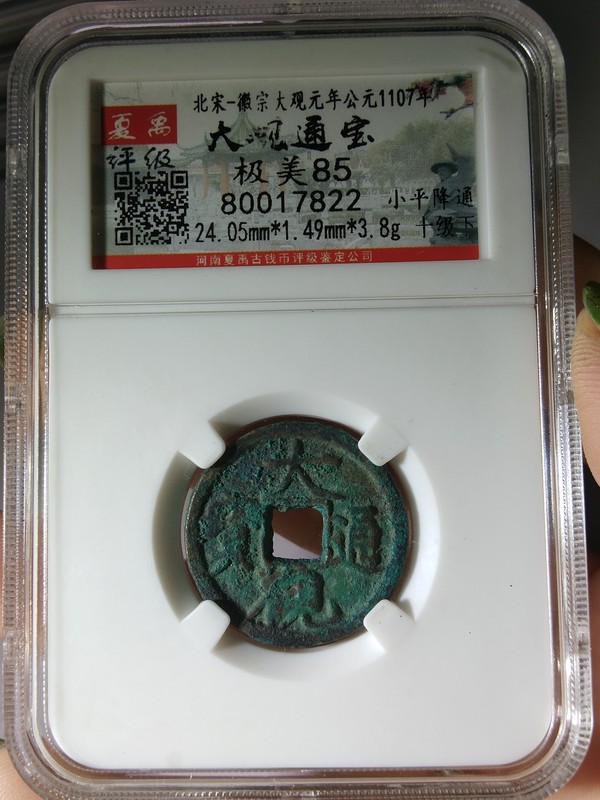 北宋-徽宗大观元年公元1107年
夏禹
评级
大观通宝
极美85
80017822 小平降通
24.05mm*1.49mm*3.8g 十级下
河南夏禹古钱币评级鉴定公司
大
通
观